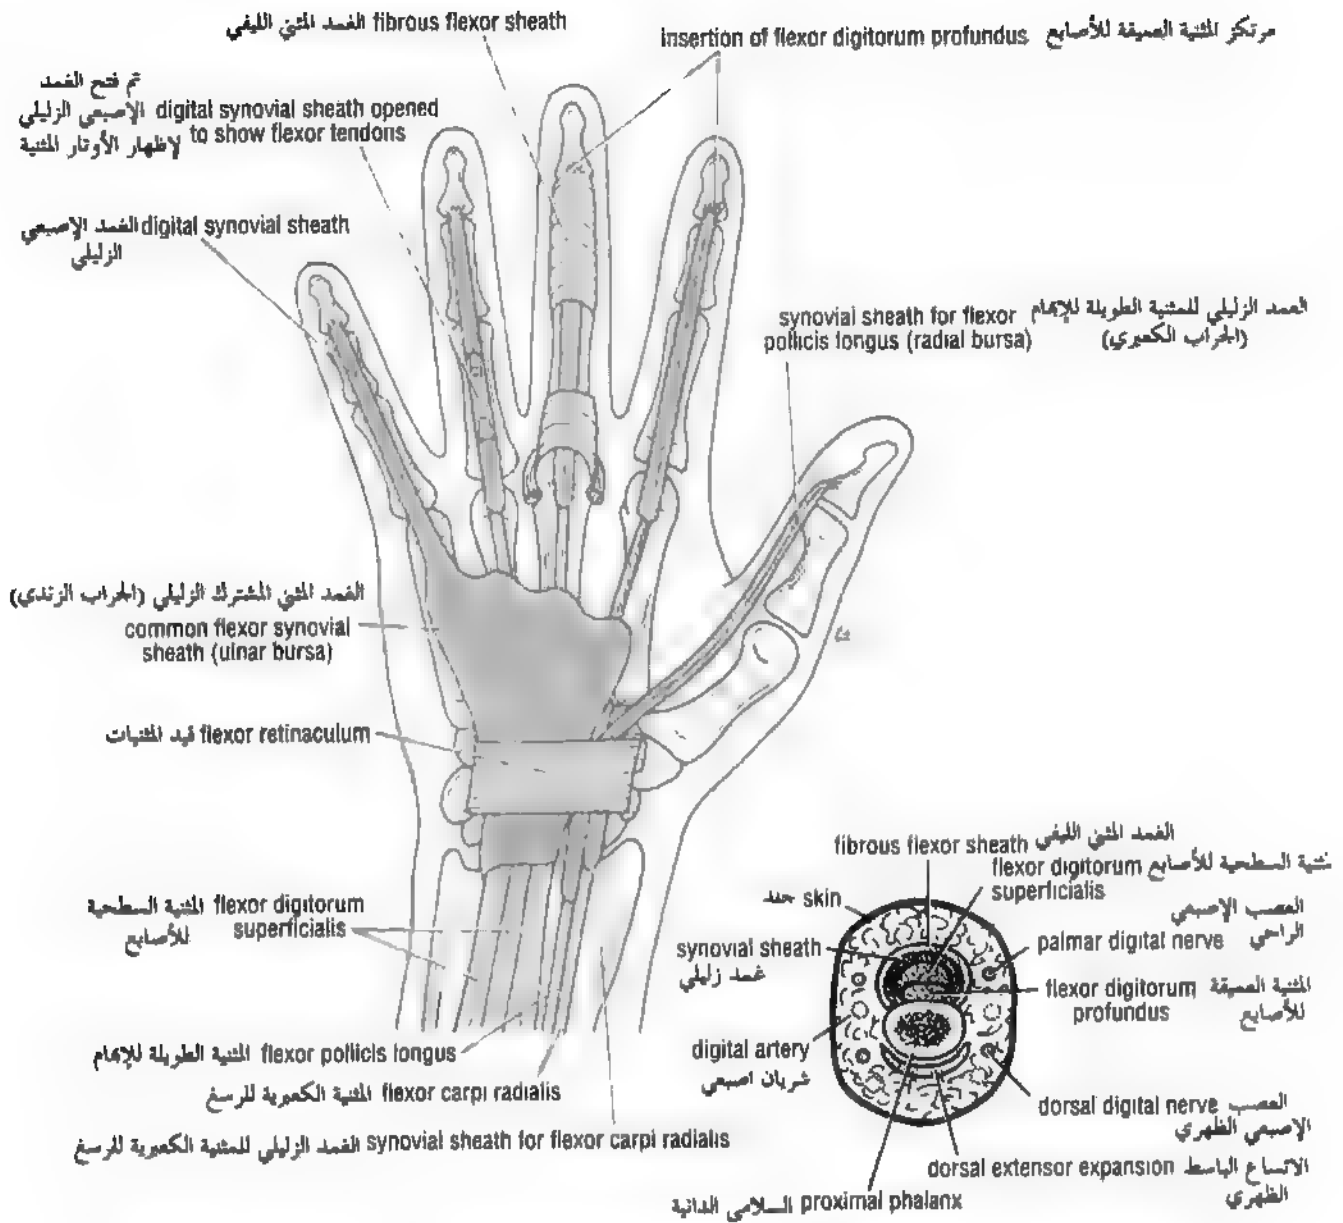 الغمد المثني الليفي fibrous flexor sheath
insertion of flexor digitorum profundus مرتكز المثنية العميقة للأصابع
تم فتح الغمد
الإصبعي الزليلي digital synovial sheath opened
لإظهار الأوتار المثنية to show flexor tendons
الغمد الإصبعي digital synovial sheath
الزليلي
synovial sheath for flexor الغمد الزليلي للمثنية الطويلة للإبهام
pollicis longus (radial bursa) (الجراب الكعبري)
الغمد المثني المشترك الزليلي (الجراب الزندي)
common flexor synovial
sheath (ulnar bursa)
قيد المثنيات flexor retinaculum
المثنية السطحية flexor digitorum
للأصابع superficialis
المثنية الطويلة للإبهام flexor pollicis longus
المثنية الكعبرية للرسغ flexor carpi radialis
الغمد الزليلي للمثنية الكعبرية للرسغ synovial sheath for flexor carpi radialis
fibrous flexor sheath الغمد المثني الليفي
flexor digitorum السطحية للأصابع
superficialis
skin
العصب الإصبعي
palmar digital nerve الراحي
synovial sheath
غمد زليلي
flexor digitorum المثنية العميقة
profundus للأصابع
digital artery
شريان اصبعي
dorsal digital nerve العصب
الإصبعي الظهري
dorsal extensor expansion الاتساع الباسط
الظهري
السلامى الدانية proximal phalanx